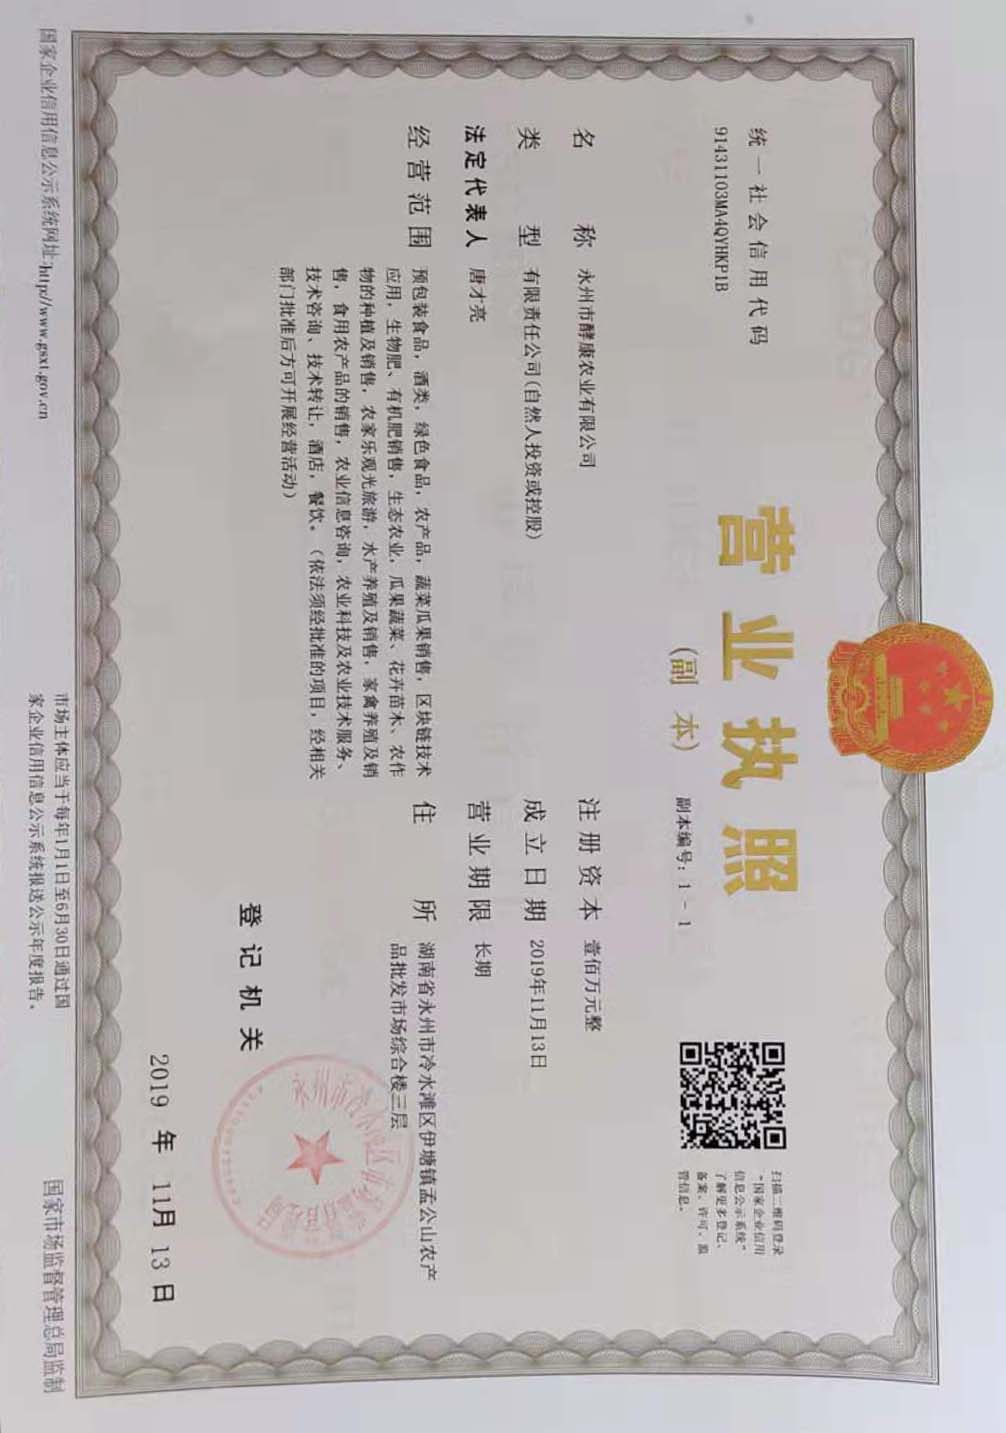 营业执照
(副 本)
副本编号：1-1
统一社会信用代码
91431103MA4QYHKP1B
扫描二维码登录
“国家企业信用
信息公示系统”
了解更多登记、
备案、许可、监
管信息。
名 称 永州市酵康农业有限公司
类 型 有限责任公司(自然人投资或控股)
法定代表人 唐才亮
经营范围 预包装食品，酒类，绿色食品，农产品，蔬菜瓜果销售，区块链技术
应用，生物肥、有机肥销售，生态农业，瓜果蔬菜、花卉苗木、农作
物的种植及销售，农家乐观光旅游，水产养殖及销售，家禽养殖及销
售，食用农产品的销售，农业信息咨询，农业科技及农业技术服务、
技术咨询、技术转让，酒店，餐饮。（依法须经批准的项目，经相关
部门批准后方可开展经营活动）
注册资本 壹佰万元整
成立日期 2019年11月13日
营业期限 长期
住 所 湖南省永州市冷水滩区伊塘镇孟公山农产
品批发市场综合楼三层
登记机关
2019 年 11月 13 日
国家企业信用信息公示系统网址:http://www.gsxt.gov.cn
市场主体应当于每年1月1日至6月30日通过国
家企业信用信息公示系统报送公示年度报告。
国家市场监督管理总局监制